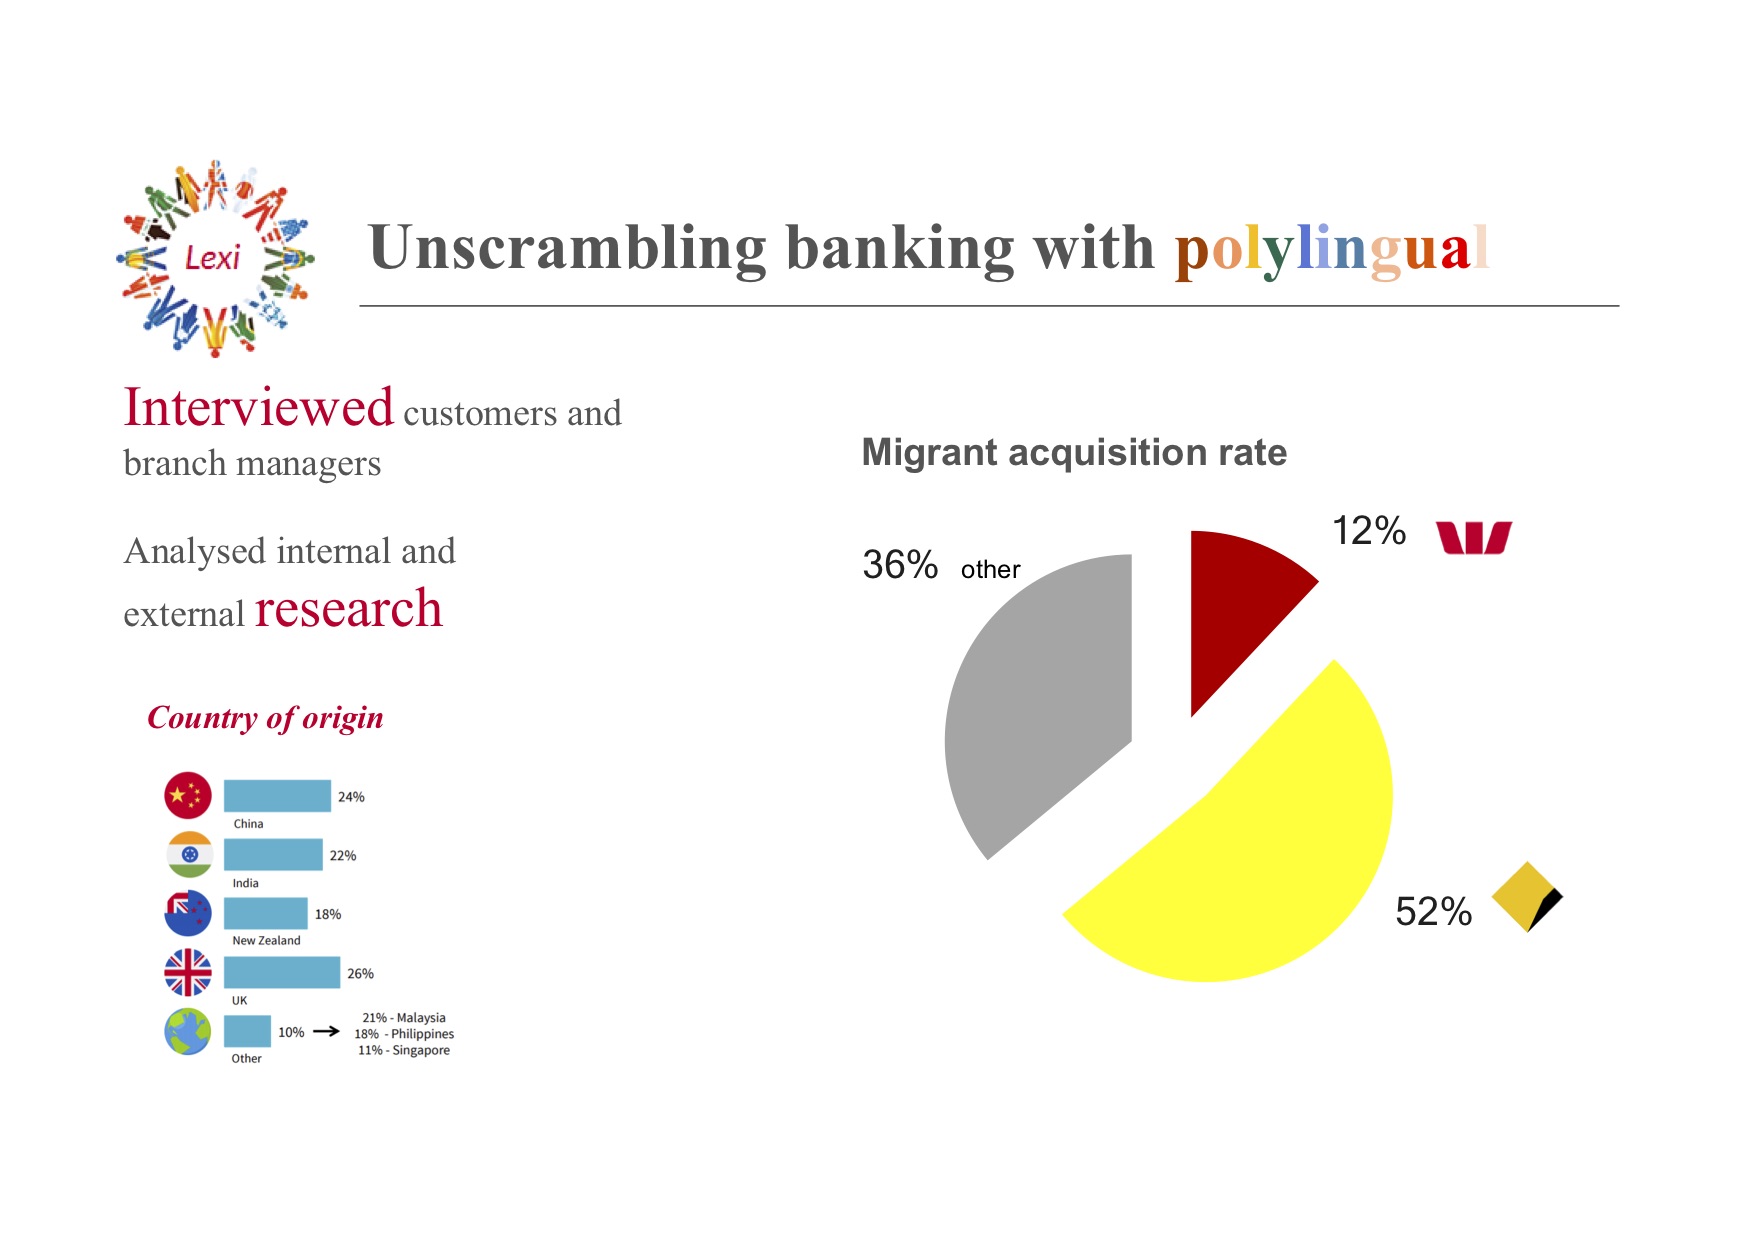 Lexi
Unscrambling banking with polylingual
Interviewed customers and
branch managers
Analysed internal and
external research
Country of origin
24%
China
22%
India
18%
New Zealand
26%
UK
10%
Other
21% - Malaysia
18% - Philippines
11% - Singapore
Migrant acquisition rate
12%
36% other
52%